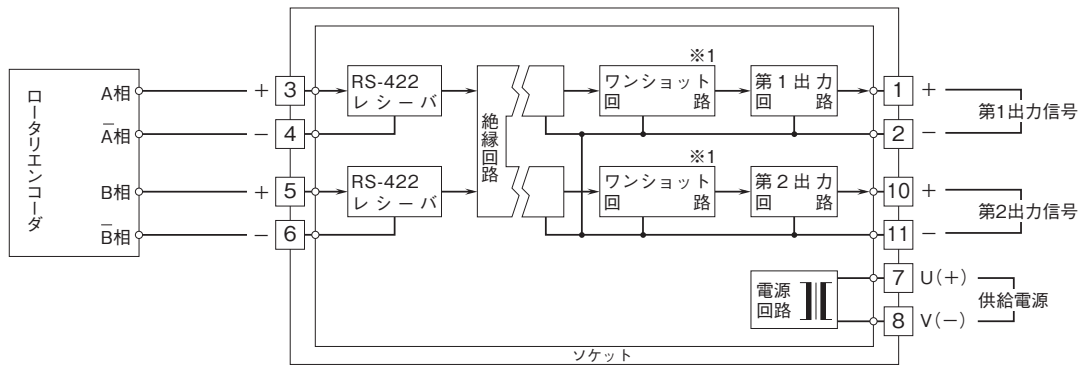 ロータリエンコーダ
A相
A̅相
B相
B̅相
+ 3
− 4
+ 5
− 6
RS-422
レシーバ
RS-422
レシーバ
絶縁回路
※1
ワンショット
回路
第1出力
回路
※1
ワンショット
回路
第2出力
回路
電源
回路
1 +
2 −
第1出力信号
10 +
11 −
第2出力信号
7 U(+)
8 V(−)
供給電源
ソケット